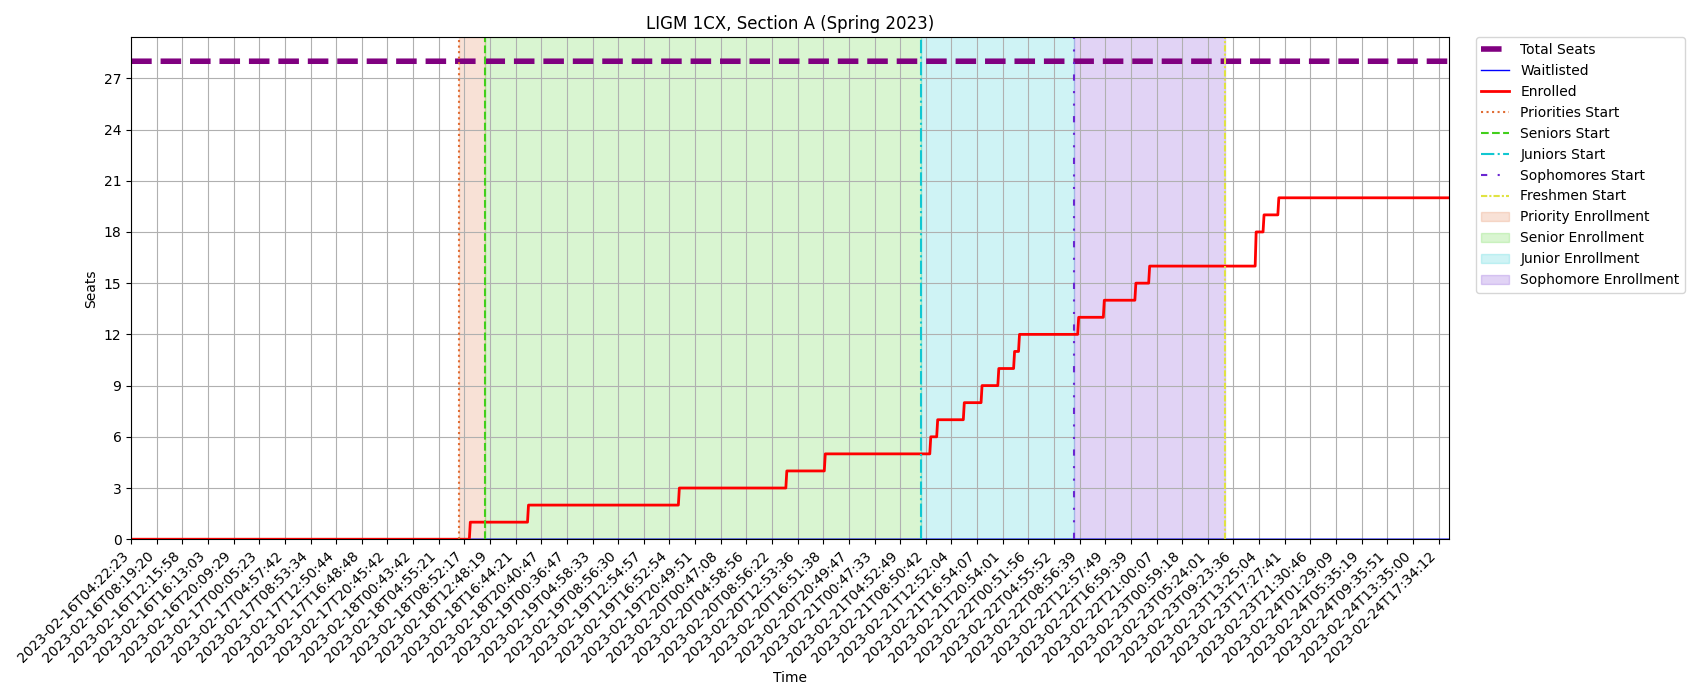 LIGM 1CX, Section A (Spring 2023)
Total Seats
Waitlisted
Enrolled
Priorities Start
Seniors Start
Juniors Start
Sophomores Start
Freshmen Start
Priority Enrollment
Senior Enrollment
Junior Enrollment
Sophomore Enrollment
Seats
27
24
21
18
15
12
9
6
3
0
2023-02-16T04:22:23
2023-02-16T08:19:20
2023-02-16T12:15:58
2023-02-16T16:13:03
2023-02-16T20:09:29
2023-02-17T00:05:23
2023-02-17T04:57:42
2023-02-17T08:53:34
2023-02-17T12:50:44
2023-02-17T16:48:48
2023-02-17T20:45:42
2023-02-18T00:43:42
2023-02-18T04:55:21
2023-02-18T08:52:17
2023-02-18T12:48:19
2023-02-18T16:44:21
2023-02-18T20:40:47
2023-02-19T00:36:47
2023-02-19T04:58:33
2023-02-19T08:56:30
2023-02-19T12:54:57
2023-02-19T16:52:54
2023-02-19T20:49:51
2023-02-20T00:47:08
2023-02-20T04:58:56
2023-02-20T08:56:22
2023-02-20T12:53:36
2023-02-20T16:51:38
2023-02-20T20:49:47
2023-02-21T00:47:33
2023-02-21T04:52:49
2023-02-21T08:50:42
2023-02-21T12:52:04
2023-02-21T16:54:07
2023-02-21T20:54:01
2023-02-22T00:51:56
2023-02-22T04:55:52
2023-02-22T08:56:39
2023-02-22T12:57:49
2023-02-22T16:59:39
2023-02-22T21:00:07
2023-02-23T00:59:18
2023-02-23T05:24:01
2023-02-23T09:23:36
2023-02-23T13:25:04
2023-02-23T17:27:41
2023-02-23T21:30:46
2023-02-24T01:29:09
2023-02-24T05:35:19
2023-02-24T09:35:51
2023-02-24T13:35:00
2023-02-24T17:34:12
Time